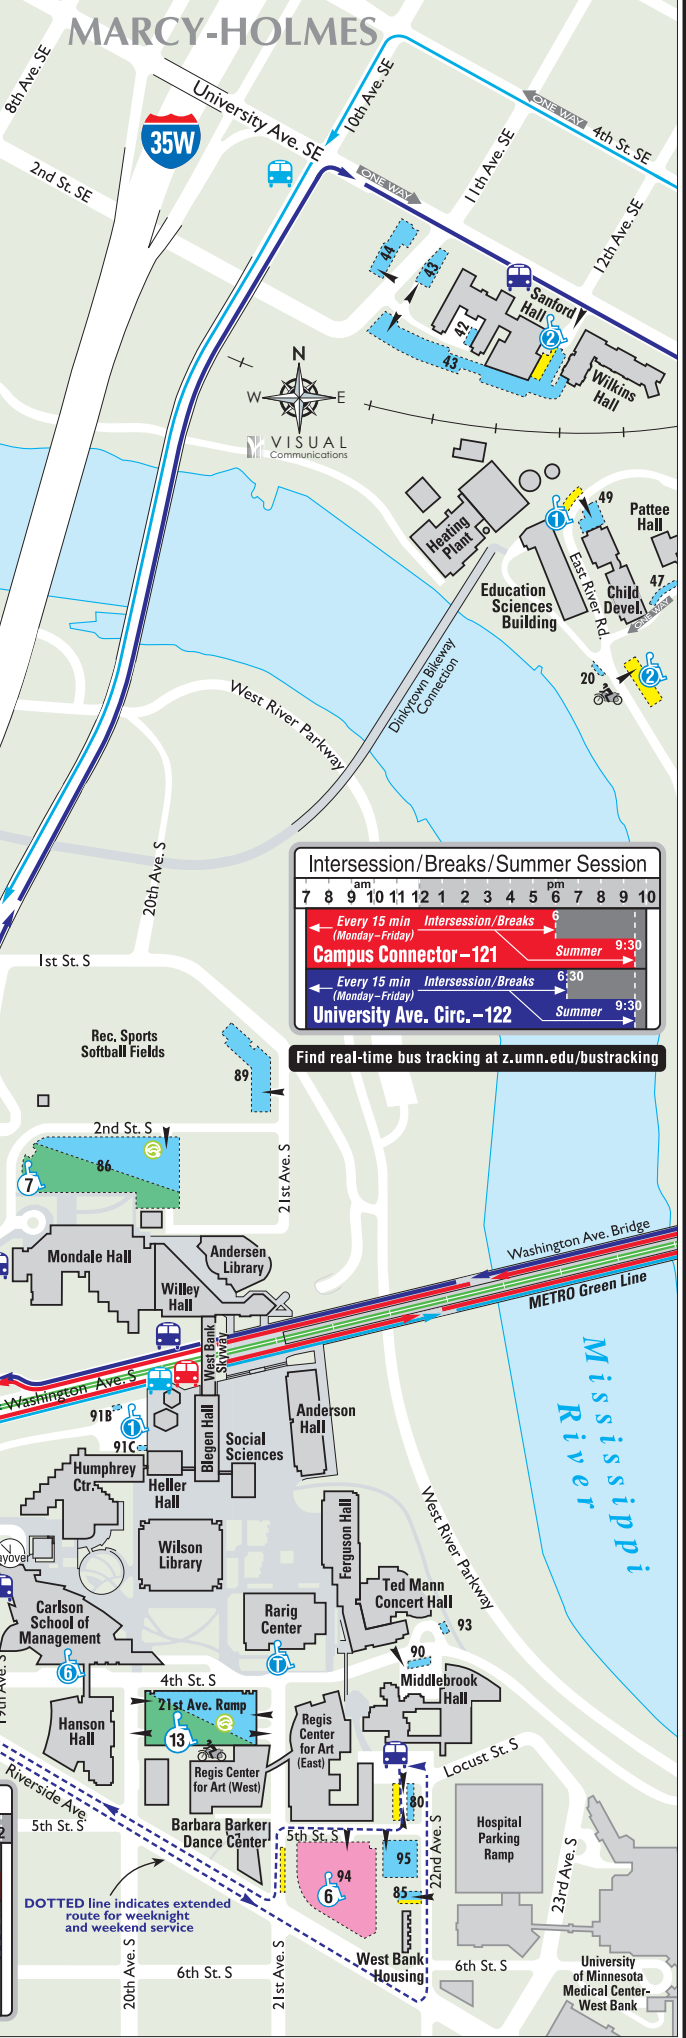 MARCY-HOLMES
8th Ave. SE
University Ave. SE
10th Ave. SE
ONE WAY
4th St. SE
35W
2nd St. SE
ONE WAY
11th Ave. SE
12th Ave. SE
44
43
Sanford
Hall
42
2
43
Wilkins
Hall
N
W
E
VISUAL
Communications
Heating
Plant
1
49
Pattee
Hall
East River Rd.
Education
Sciences
Building
Child
Devel.
47
ONE WAY
20
2
Dinkytown Bikeway
Connection
West River Parkway
20th Ave. S
Intersession/Breaks/Summer Session
am
pm
7 8 9 10 11 12 1 2 3 4 5 6 7 8 9 10
Every 15 min
(Monday–Friday)
Intersession/Breaks
6
Campus Connector–121
Summer
9:30
Every 15 min
(Monday–Friday)
Intersession/Breaks
6:30
University Ave. Circ.–122
Summer
9:30
Find real-time bus tracking at z.umn.edu/bustracking
1st St. S
Rec. Sports
Softball Fields
89
2nd St. S
86
7
21st Ave. S
Mondale Hall
Andersen
Library
Willey
Hall
Washington Ave. Bridge
METRO Green Line
West Bank
Skyway
Washington Ave. S
Mississippi
River
91B
1
91C
Blegen Hall
Social
Sciences
Anderson
Hall
Humphrey
Ctr.
Heller
Hall
Wilson
Library
Ferguson Hall
West River Parkway
ayover
Carlson
School of
Management
6
Rarig
Center
T
Ted Mann
Concert Hall
93
90
19th Ave. S
4th St. S
Middlebrook
Hall
Hanson
Hall
21st Ave. Ramp
13
Regis
Center
for Art
(East)
Regis Center
for Art (West)
Locust St. S
Riverside Ave.
5th St. S
Barbara Barker
Dance Center
5th St. S
80
22nd Ave. S
Hospital
Parking
Ramp
2
94
6
95
85
23rd Ave. S
DOTTED line indicates extended
route for weeknight
and weekend service
20th Ave. S
6th St. S
21st Ave. S
West Bank
Housing
6th St. S
University
of Minnesota
Medical Center-
West Bank